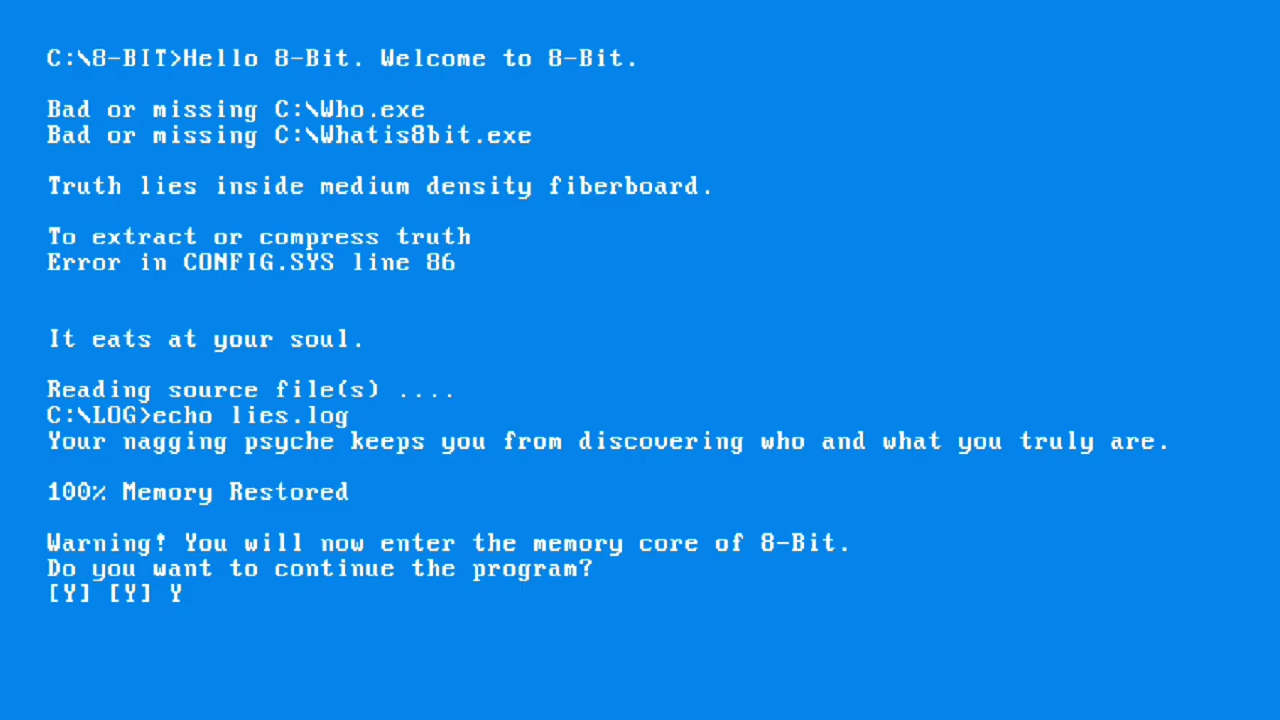 C:\8-BIT>Hello 8-Bit. Welcome to 8-Bit.
Bad or missing C:\Who.exe
Bad or missing C:\Whatis8bit.exe
Truth lies inside medium density fiberboard.
To extract or compress truth
Error in CONFIG.SYS line 86
It eats at your soul.
Reading source file(s) ....
C:\LOG>echo lies.log
Your nagging psyche keeps you from discovering who and what you truly are.
100% Memory Restored
Warning! You will now enter the memory core of 8-Bit.
Do you want to continue the program?
[Y] [Y] Y